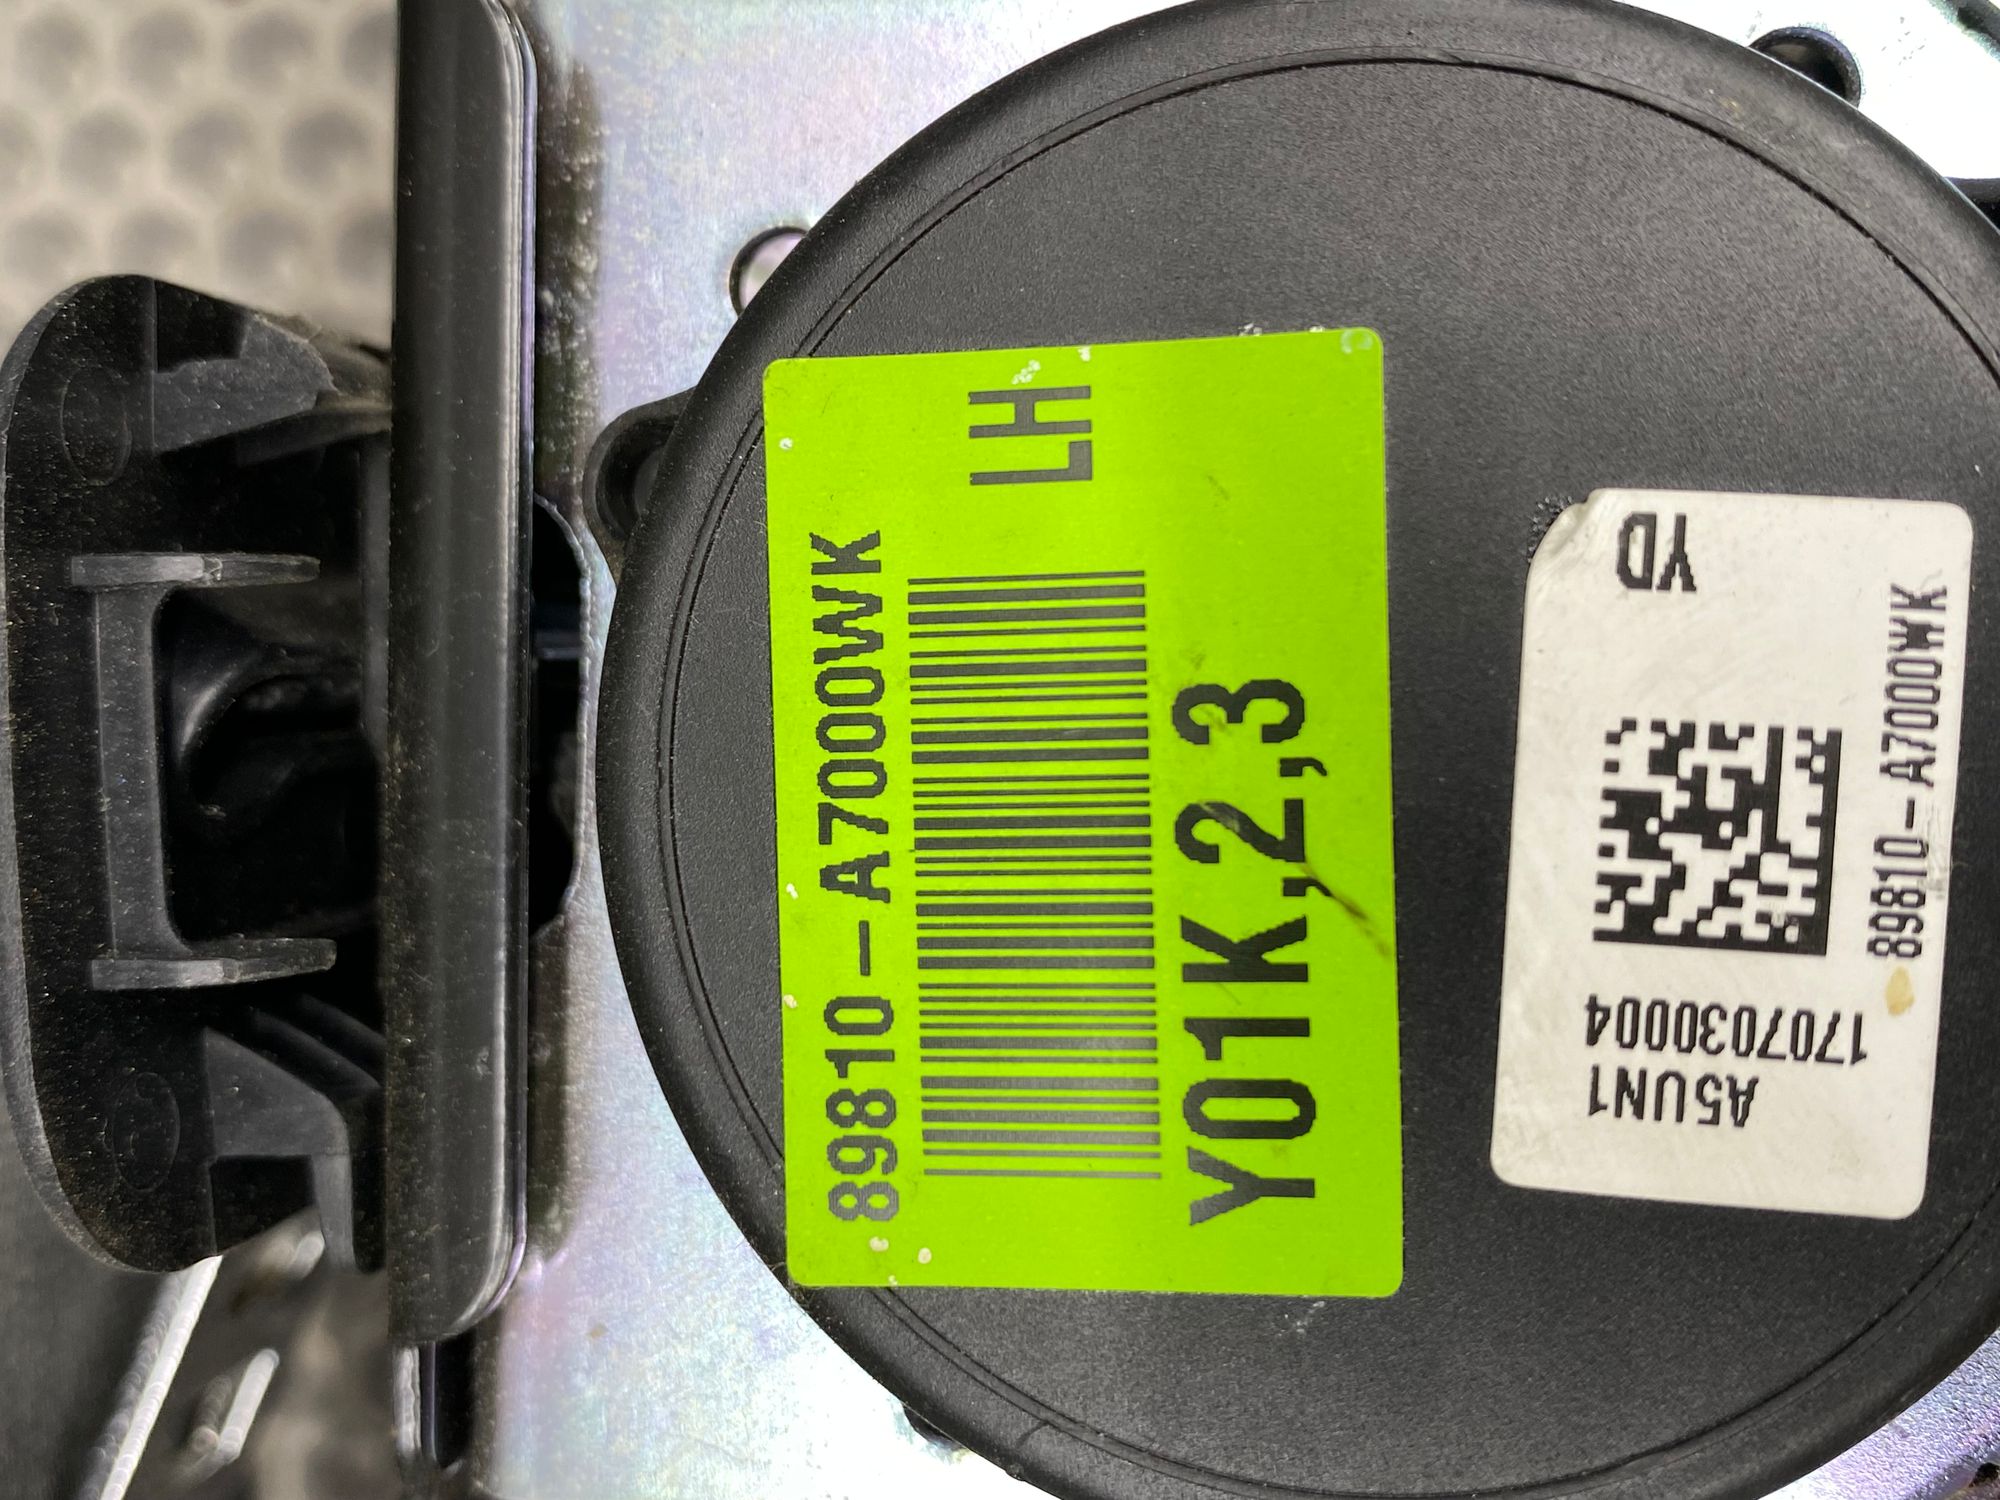 89810-A7000WK
LH
Y01K,2,3
YD
A5UN1
1707030004
89810-A7000WK